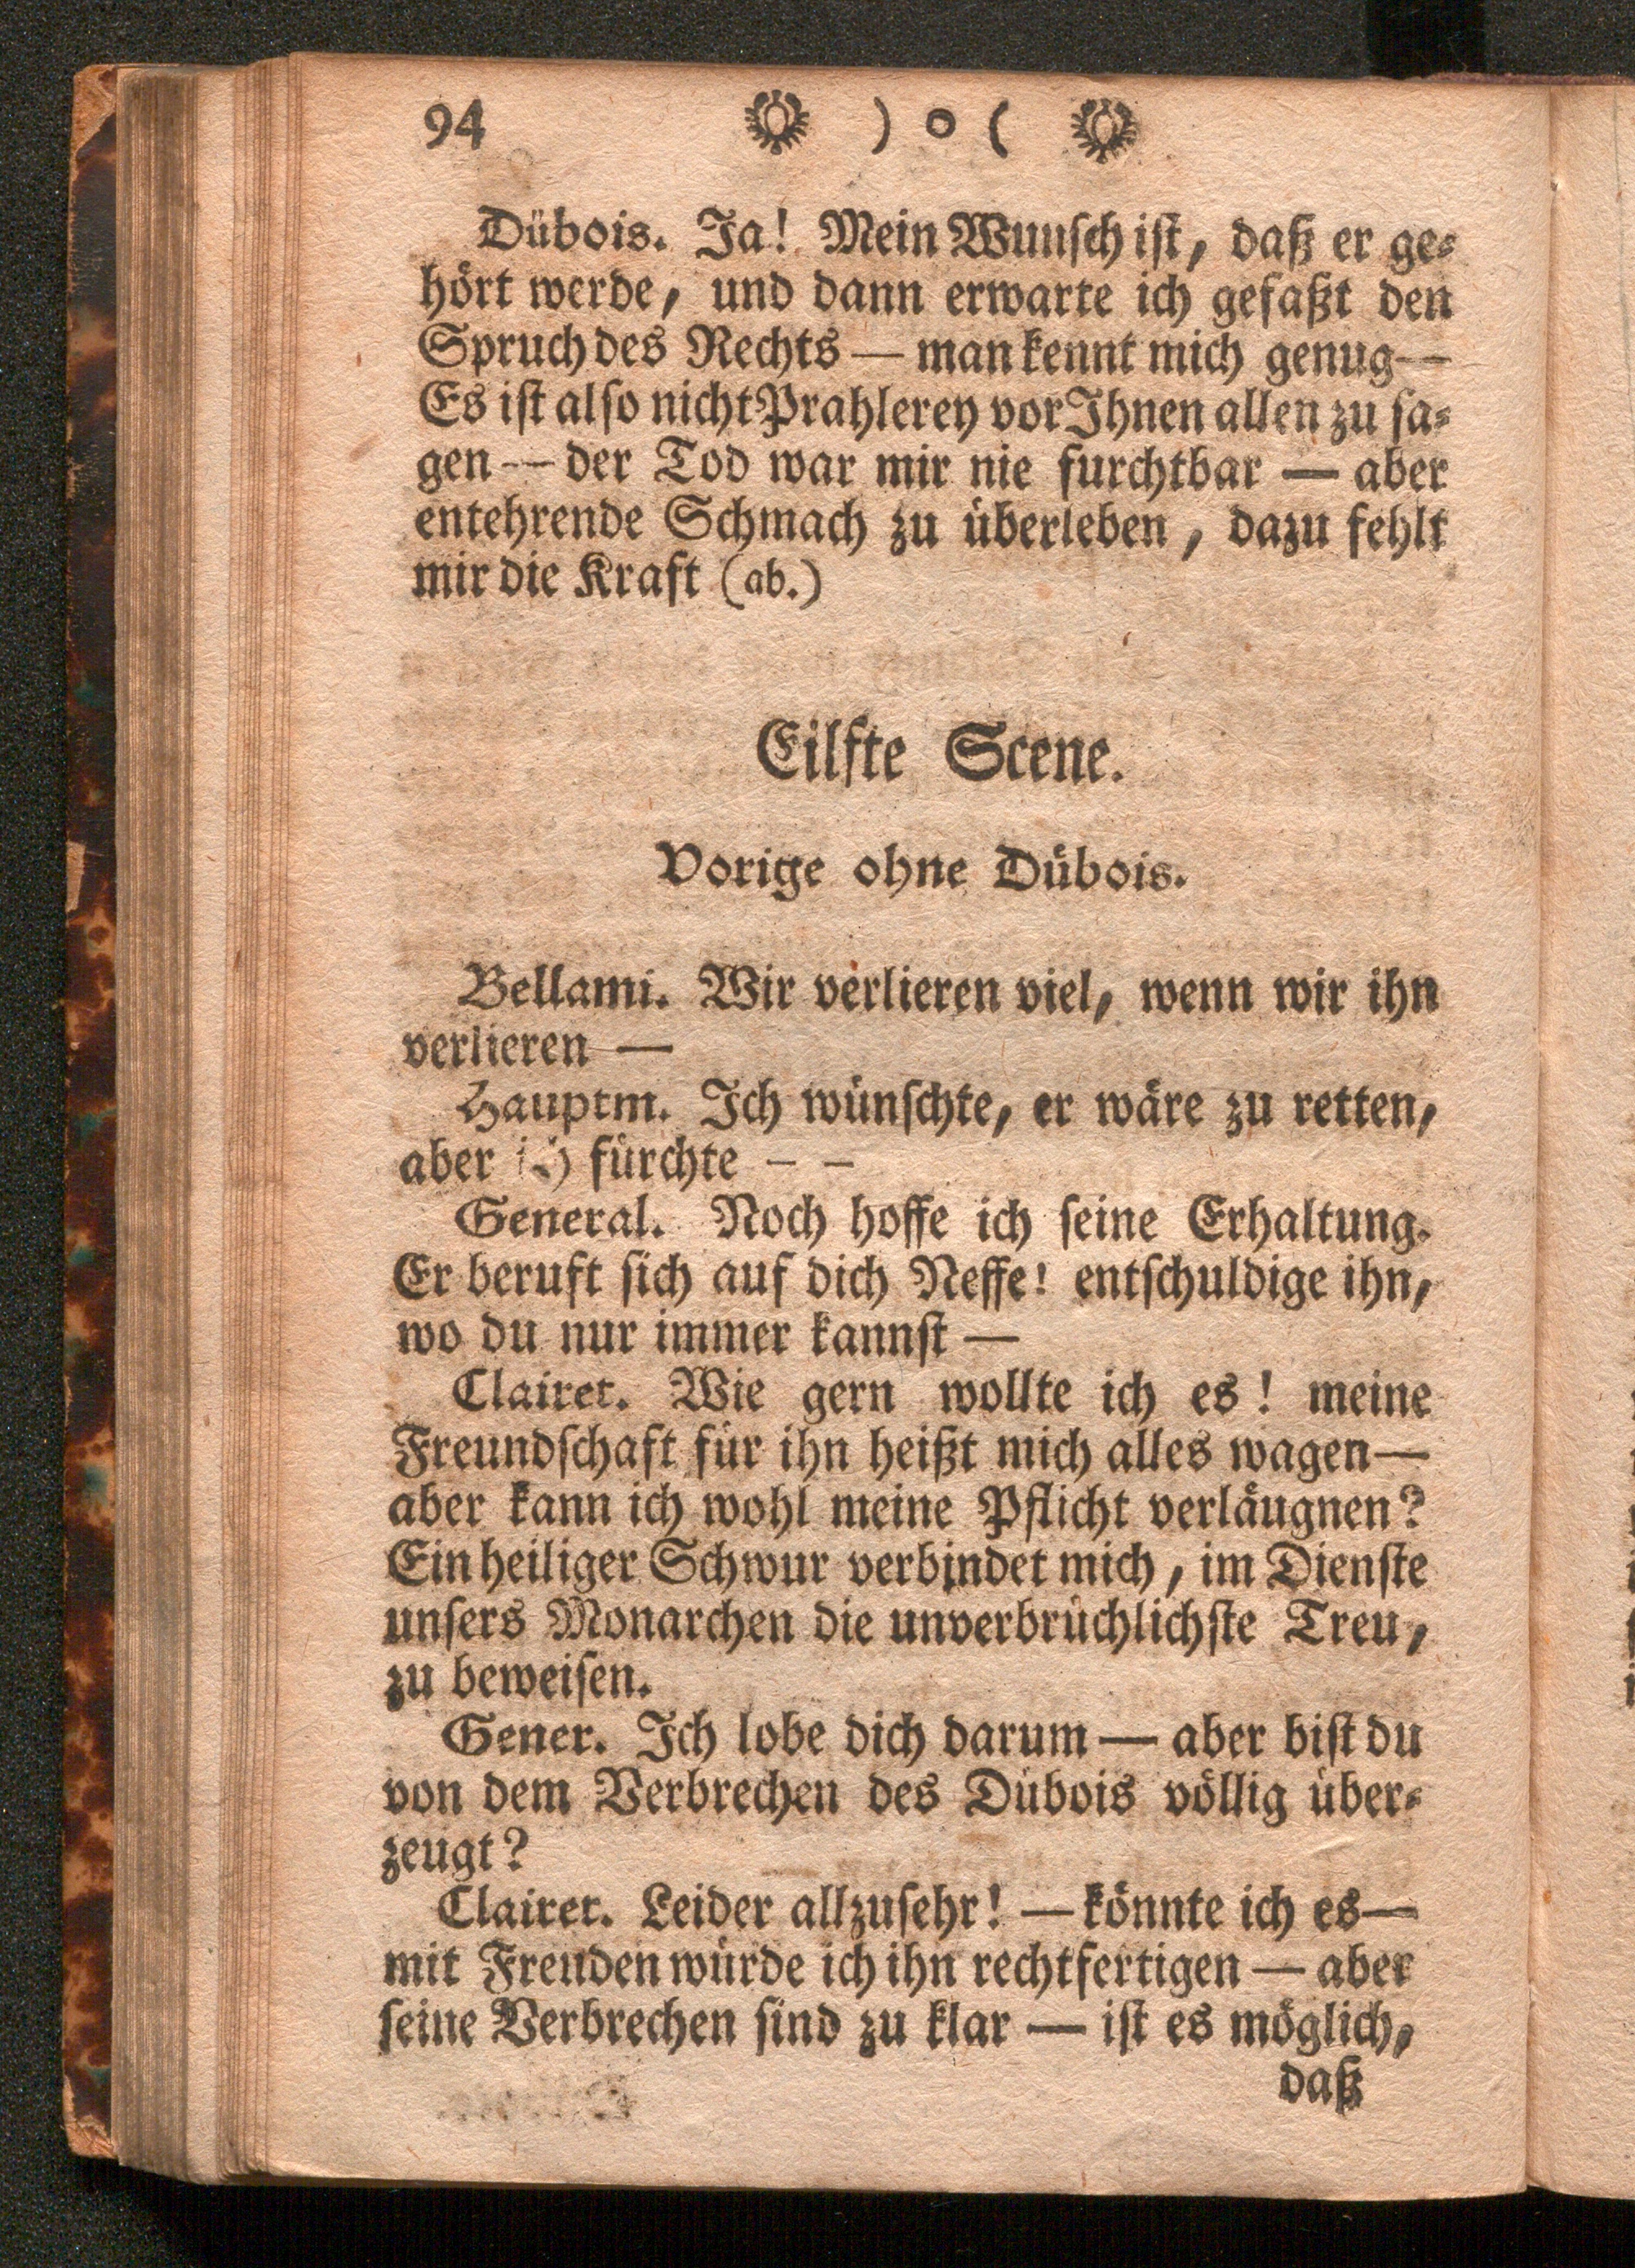 94 ) o (
Dübois. Ja! Mein Wunsch ist, daß er ge-
hört werde, und dann erwarte ich gefaßt den
Spruch des Rechts — man kennt mich genug —
Es ist also nicht Prahlerey vor Ihnen allen zu sa-
gen -- der Tod war mir nie furchtbar — aber
entehrende Schmach zu überleben, dazu fehlt
mir die Kraft (ab.)
Eilfte Scene.
Vorige ohne Dübois.
Bellami. Wir verlieren viel, wenn wir ihn
verlieren —
Hauptm. Ich wünschte, er wäre zu retten,
aber ich fürchte — —
General. Noch hoffe ich seine Erhaltung.
Er beruft sich auf dich Neffe! entschuldige ihn,
wo du nur immer kannst —
Clairet. Wie gern wollte ich es! meine
Freundschaft für ihn heißt mich alles wagen —
aber kann ich wohl meine Pflicht verläugnen?
Ein heiliger Schwur verbindet mich, im Dienste
unsers Monarchen die unverbrüchlichste Treu,
zu beweisen.
Gener. Ich lobe dich darum — aber bist du
von dem Verbrechen des Dübois völlig über-
zeugt?
Clairet. Leider allzusehr! — könnte ich es —
mit Freuden würde ich ihn rechtfertigen — aber
seine Verbrechen sind zu klar — ist es möglich,
daß